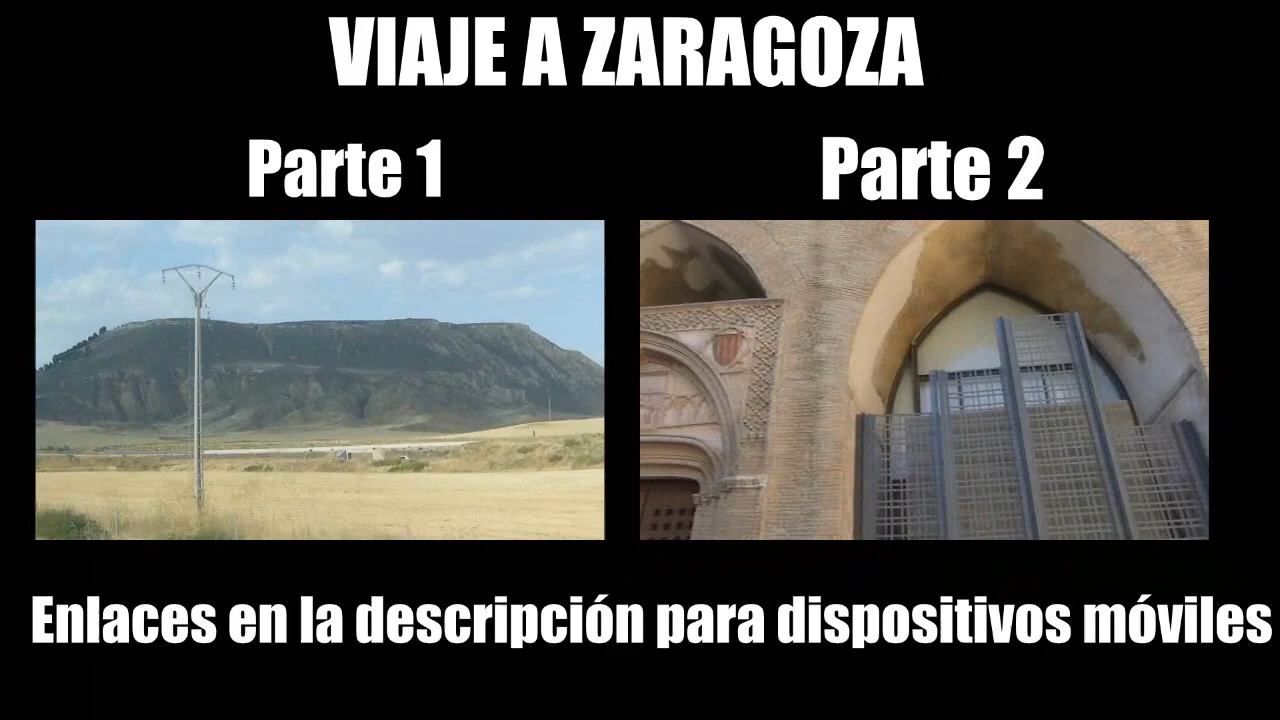 VIAJE A ZARAGOZA
Parte 1
Parte 2
Enlaces en la descripción para dispositivos móviles